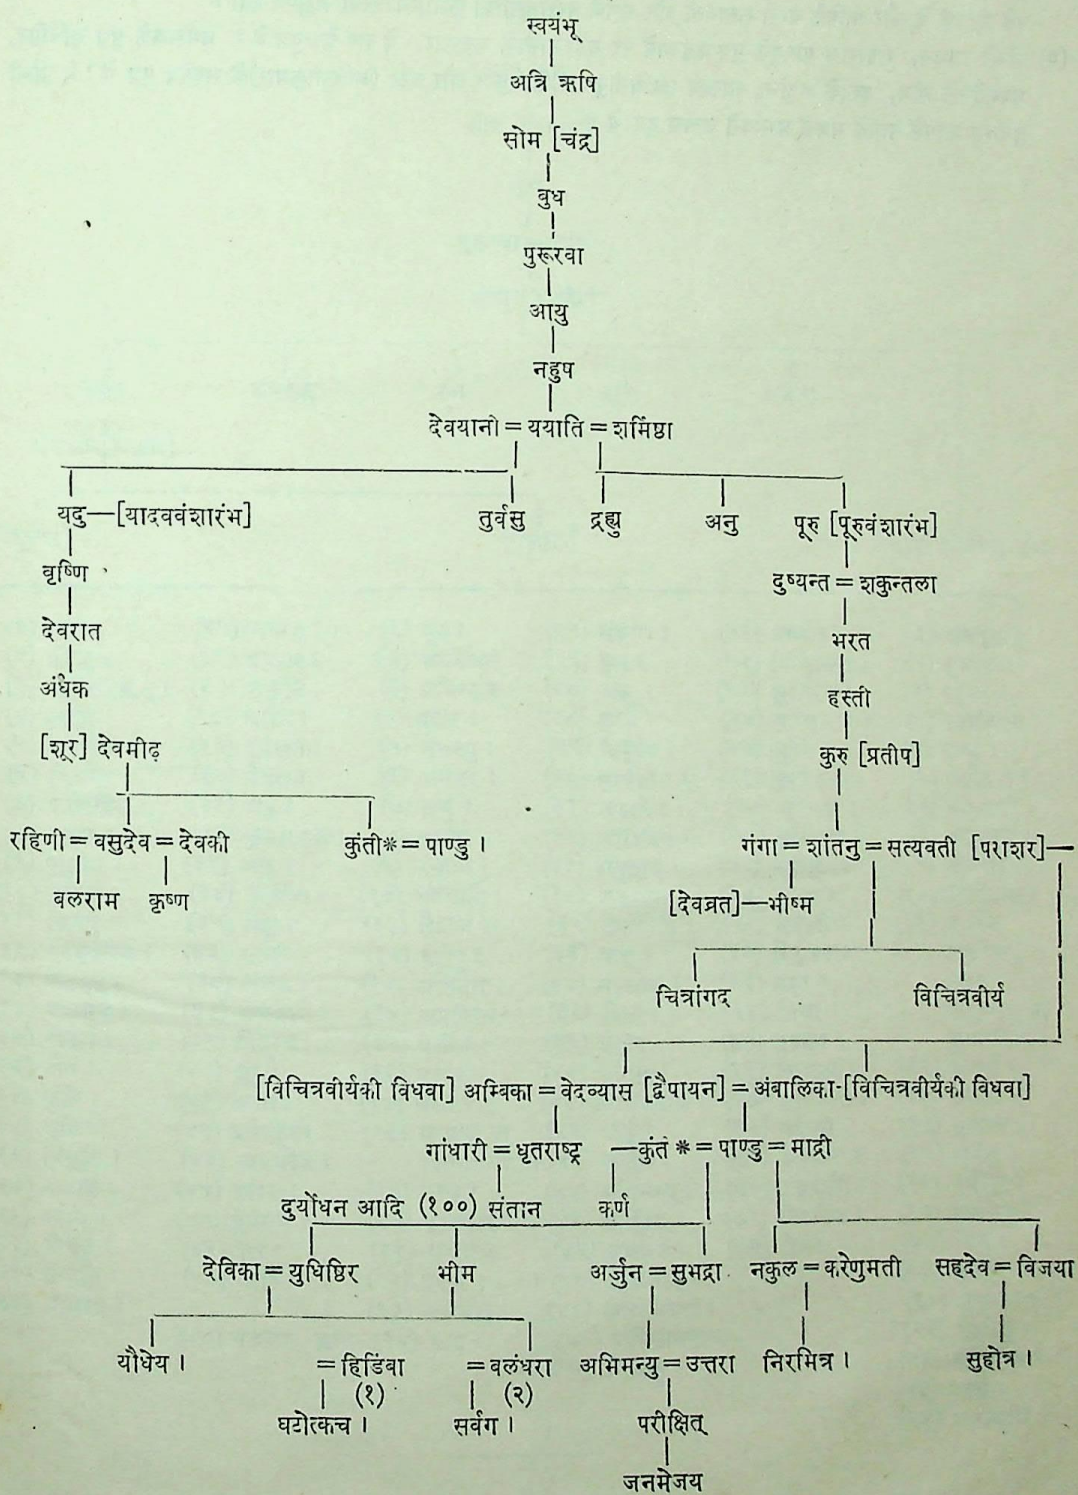 स्वयंभू
अत्रि ऋषि
सोम [चंद्र]
बुध
पुरूरवा
आयु
नहुष
देवयानी = ययाति = शर्मिष्ठा
यदु—[यादववंशारंभ] तुर्वसु द्रह्यु अनु पूरु [पूरुवंशारंभ]
वृष्णि दुष्यन्त = शकुन्तला
देवरात भरत
अंधक हस्ती
[शूर] देवमीढ़ कुरु [प्रतीप]
रहिणी = वसुदेव = देवकी कुंती* = पाण्डु । गंगा = शांतनु = सत्यवती [पराशर]—
बलराम कृष्ण [देवव्रत]—भीष्म
चित्रांगद विचित्रवीर्य
[विचित्रवीर्यकी विधवा] अम्बिका = वेदव्यास [द्वैपायन] = अंबालिका-[विचित्रवीर्यकी विधवा]
गांधारी = धृतराष्ट्र —कुंत * = पाण्डु = माद्री
दुर्योधन आदि (१००) संतान कर्ण
देविका = युधिष्ठिर भीम अर्जुन = सुभद्रा नकुल = करेणुमती सहदेव = विजया
यौधेय । = हिडिंबा = बलंधरा अभिमन्यु = उत्तरा निरमित्र । सुहोत्र ।
(१) (२)
घटोत्कच । सर्वग । परीक्षित्
जनमेजय